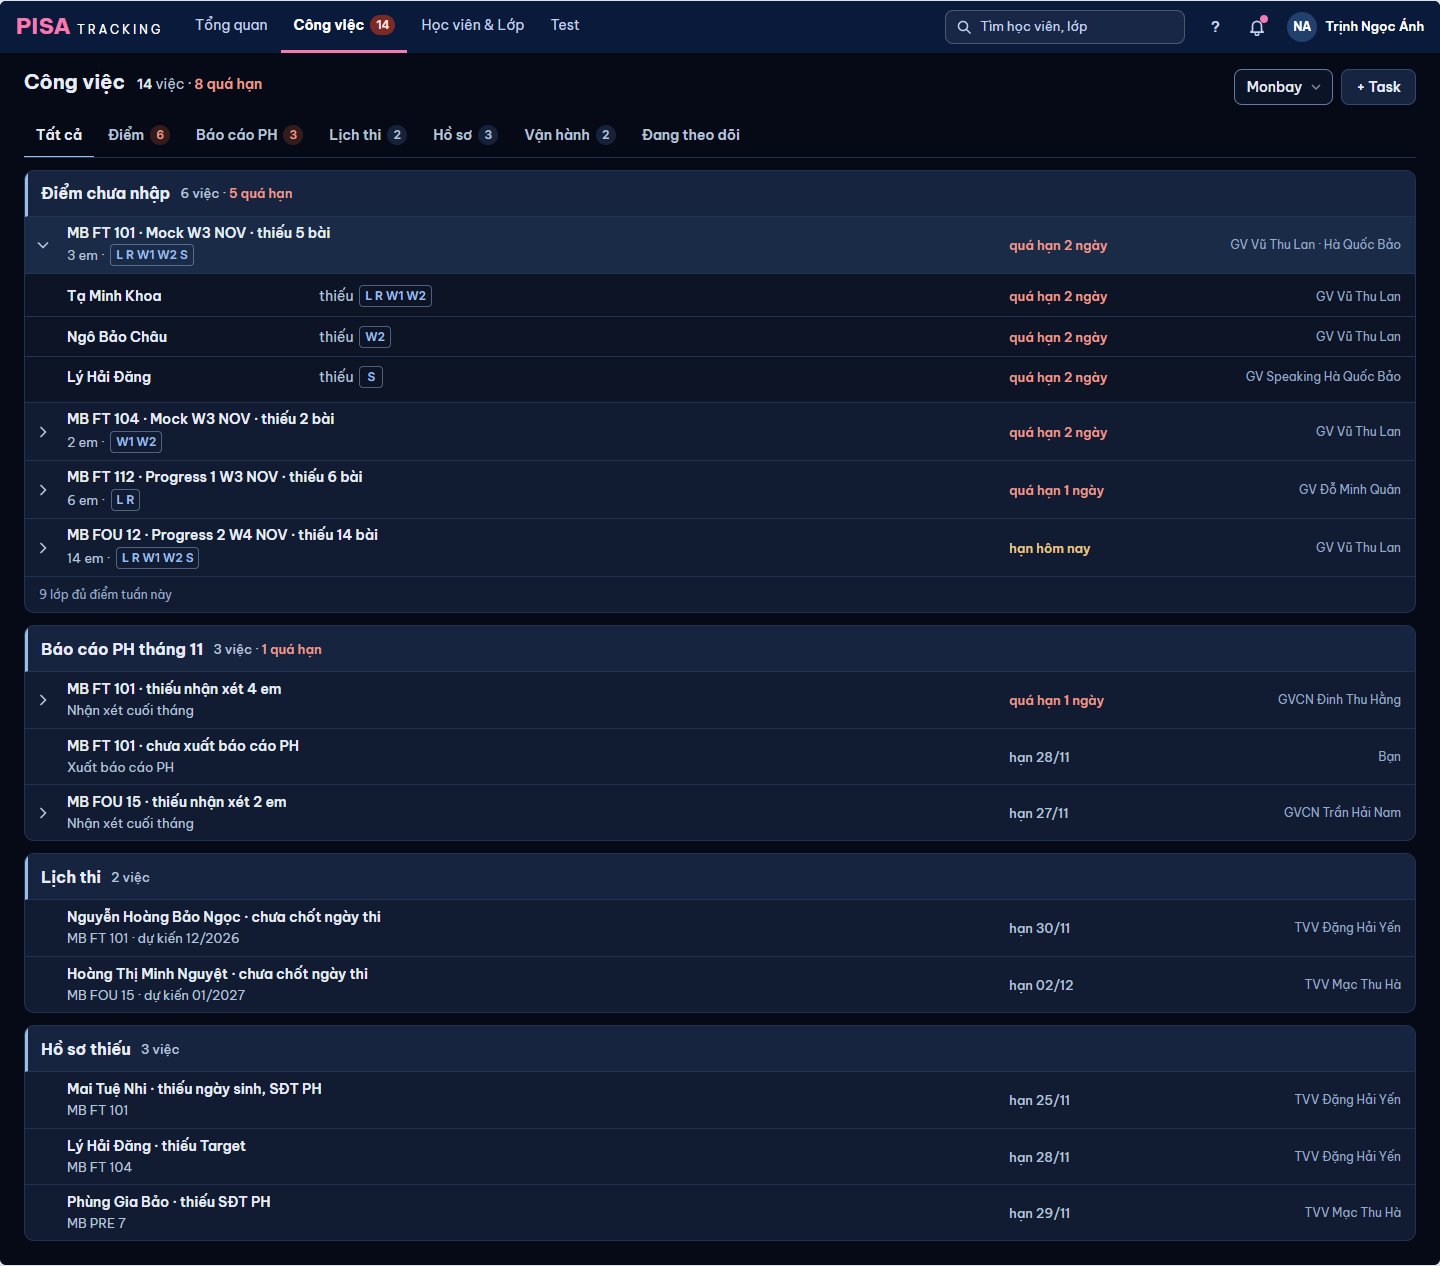 PISA TRACKING
Tổng quan
Công việc 14
Học viên & Lớp
Test
Tìm học viên, lớp
?
NA Trịnh Ngọc Ánh
Công việc 14 việc · 8 quá hạn
Monbay
+ Task
Tất cả
Điểm 6
Báo cáo PH 3
Lịch thi 2
Hồ sơ 3
Vận hành 2
Đang theo dõi
Điểm chưa nhập 6 việc · 5 quá hạn
MB FT 101 · Mock W3 NOV · thiếu 5 bài
3 em · L R W1 W2 S
quá hạn 2 ngày
GV Vũ Thu Lan · Hà Quốc Bảo
Tạ Minh Khoa thiếu L R W1 W2 quá hạn 2 ngày GV Vũ Thu Lan
Ngô Bảo Châu thiếu W2 quá hạn 2 ngày GV Vũ Thu Lan
Lý Hải Đăng thiếu S quá hạn 2 ngày GV Speaking Hà Quốc Bảo
MB FT 104 · Mock W3 NOV · thiếu 2 bài
2 em · W1 W2
quá hạn 2 ngày
GV Vũ Thu Lan
MB FT 112 · Progress 1 W3 NOV · thiếu 6 bài
6 em · L R
quá hạn 1 ngày
GV Đỗ Minh Quân
MB FOU 12 · Progress 2 W4 NOV · thiếu 14 bài
14 em · L R W1 W2 S
hạn hôm nay
GV Vũ Thu Lan
9 lớp đủ điểm tuần này
Báo cáo PH tháng 11 3 việc · 1 quá hạn
MB FT 101 · thiếu nhận xét 4 em
Nhận xét cuối tháng
quá hạn 1 ngày
GVCN Đinh Thu Hằng
MB FT 101 · chưa xuất báo cáo PH
Xuất báo cáo PH
hạn 28/11
Bạn
MB FOU 15 · thiếu nhận xét 2 em
Nhận xét cuối tháng
hạn 27/11
GVCN Trần Hải Nam
Lịch thi 2 việc
Nguyễn Hoàng Bảo Ngọc · chưa chốt ngày thi
MB FT 101 · dự kiến 12/2026
hạn 30/11
TVV Đặng Hải Yến
Hoàng Thị Minh Nguyệt · chưa chốt ngày thi
MB FOU 15 · dự kiến 01/2027
hạn 02/12
TVV Mạc Thu Hà
Hồ sơ thiếu 3 việc
Mai Tuệ Nhi · thiếu ngày sinh, SĐT PH
MB FT 101
hạn 25/11
TVV Đặng Hải Yến
Lý Hải Đăng · thiếu Target
MB FT 104
hạn 28/11
TVV Đặng Hải Yến
Phùng Gia Bảo · thiếu SĐT PH
MB PRE 7
hạn 29/11
TVV Mạc Thu Hà